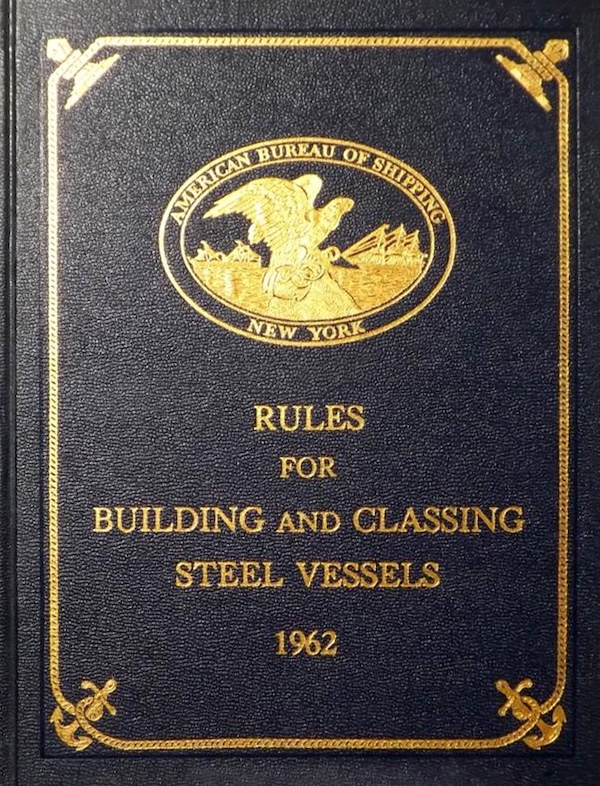 AMERICAN BUREAU OF SHIPPING
NEW YORK
RULES
FOR
BUILDING AND CLASSING
STEEL VESSELS
1962